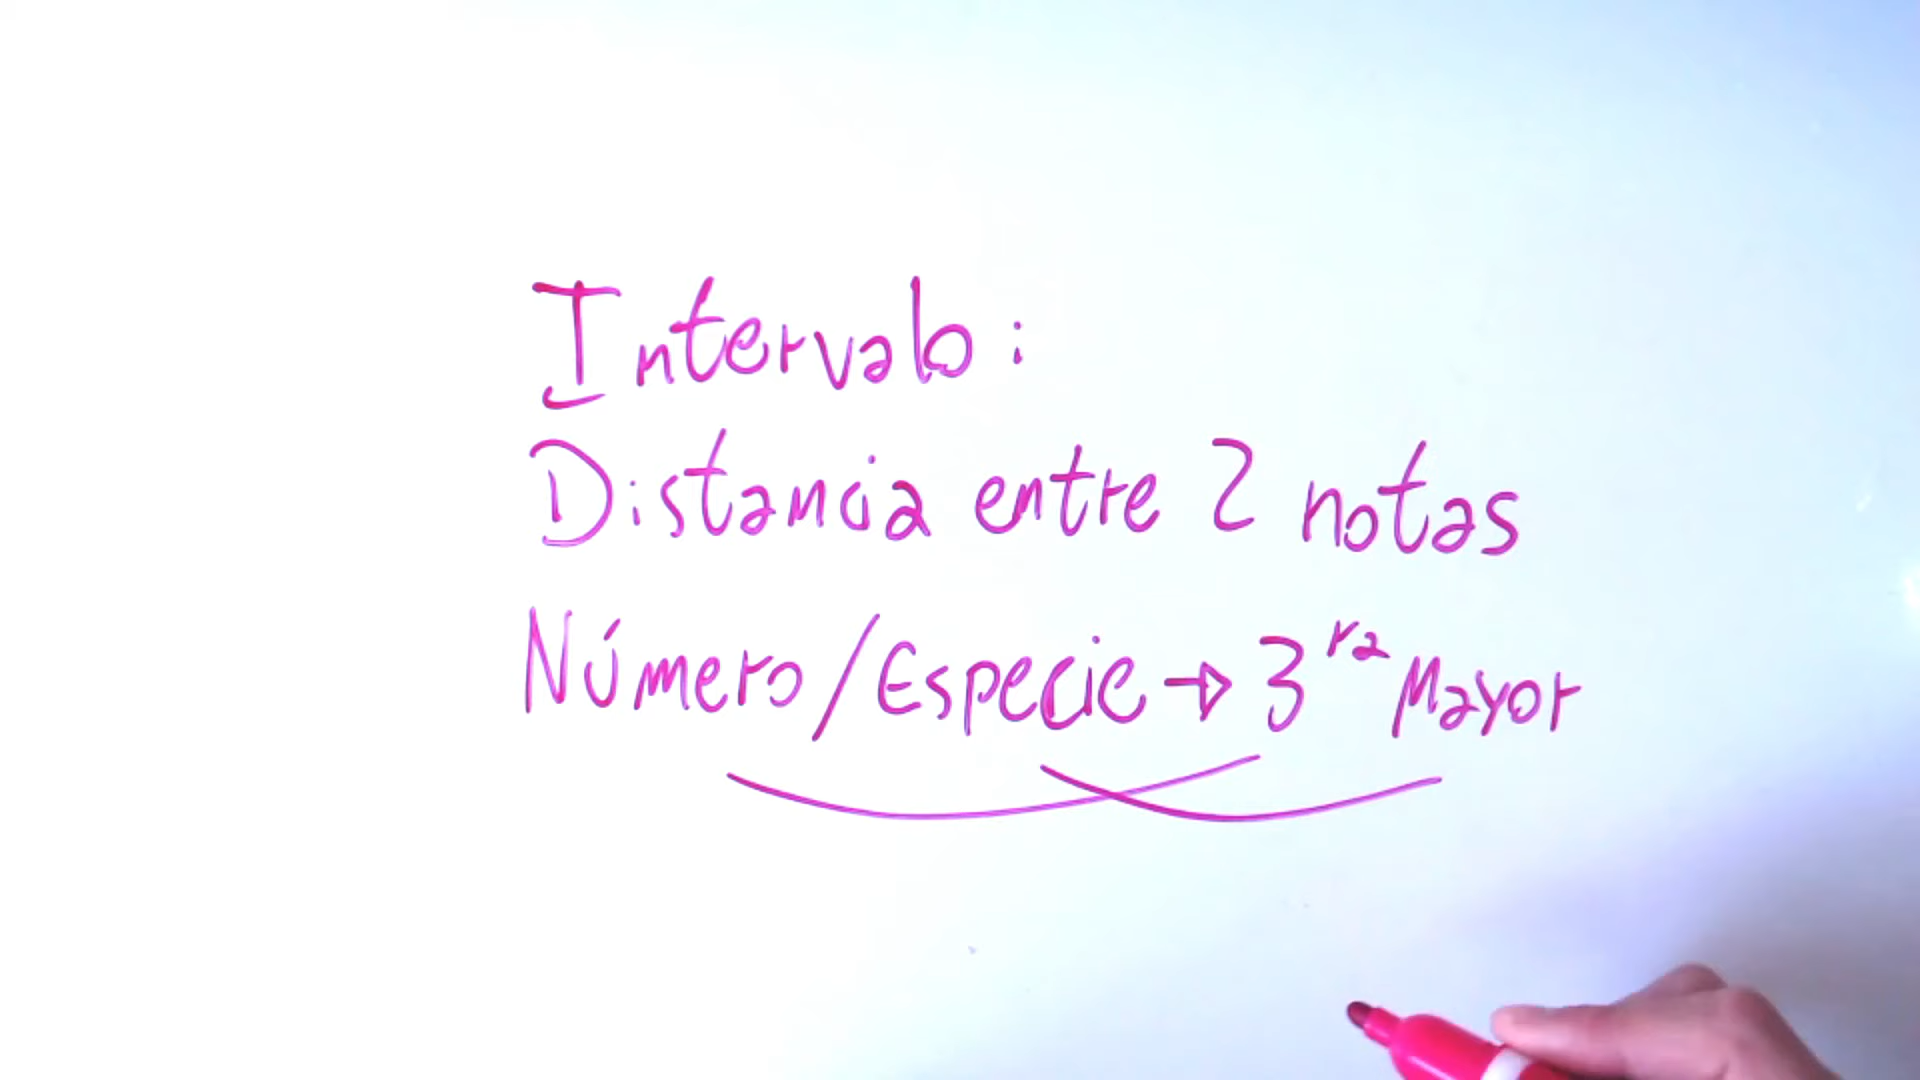 Intervalo:
Distancia entre 2 notas
Número/Especie → 3ra Mayor